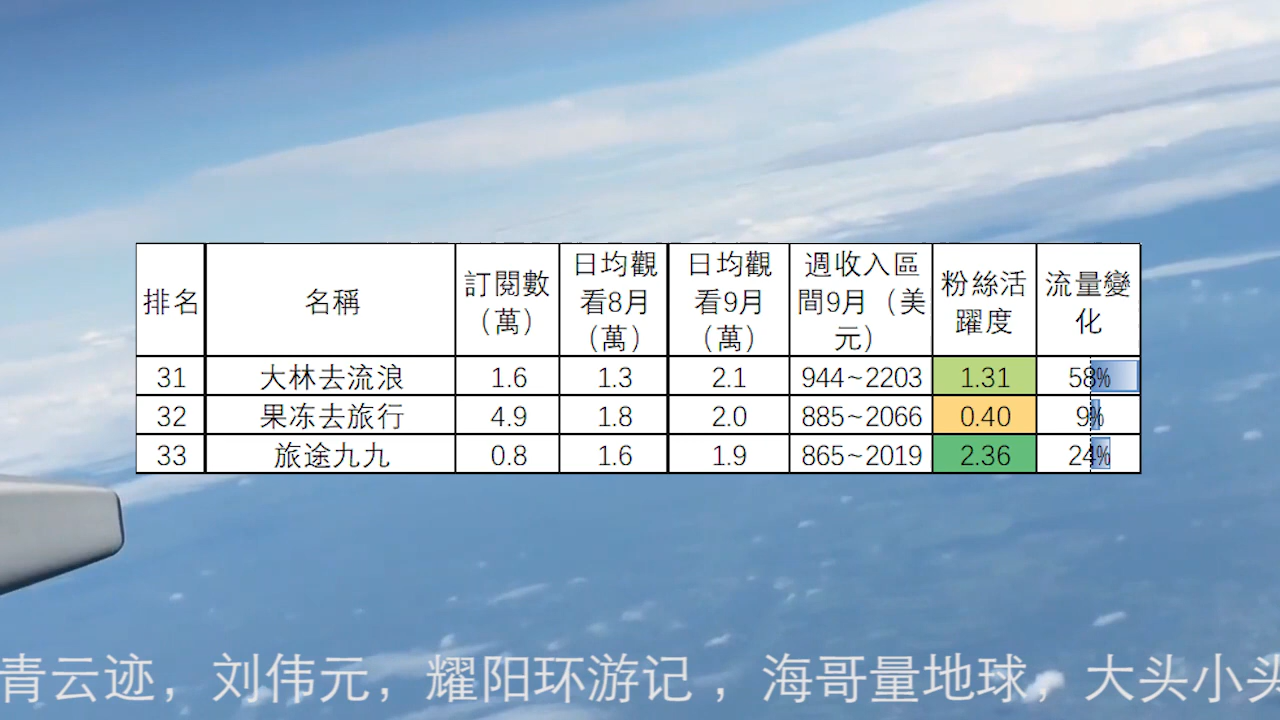 排名 名稱 訂閱數（萬） 日均觀看8月（萬） 日均觀看9月（萬） 週收入區間9月（美元） 粉絲活躍度 流量變化
31 大林去流浪 1.6 1.3 2.1 944~2203 1.31 58%
32 果冻去旅行 4.9 1.8 2.0 885~2066 0.40 9%
33 旅途九九 0.8 1.6 1.9 865~2019 2.36 24%
青云迹，刘伟元，耀阳环游记，海哥量地球，大头小头